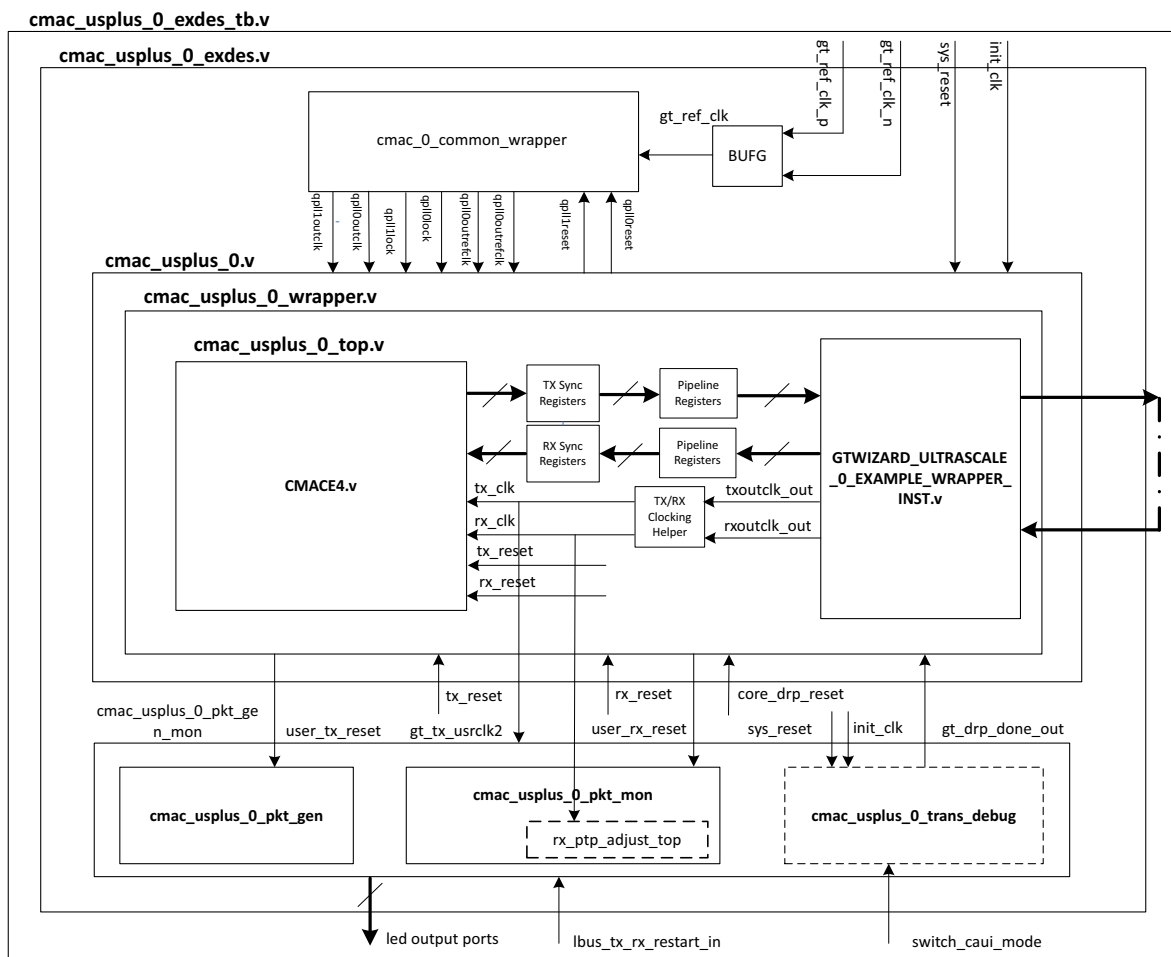 cmac_usplus_0_exdes_tb.v
cmac_usplus_0_exdes.v
gt_ref_clk_p
gt_ref_clk_n
sys_reset
init_clk
cmac_0_common_wrapper
gt_ref_clk
BUFG
qpll1outclk
qpll0outclk
qpll1lock
qpll0lock
qpll0outrefclk
qpll0outrefclk
qpll1reset
qpll0reset
cmac_usplus_0.v
cmac_usplus_0_wrapper.v
cmac_usplus_0_top.v
CMACE4.v
TX Sync
Registers
Pipeline
Registers
RX Sync
Registers
Pipeline
Registers
GTWIZARD_ULTRASCALE
_0_EXAMPLE_WRAPPER_
INST.v
tx_clk
rx_clk
tx_reset
rx_reset
TX/RX
Clocking
Helper
txoutclk_out
rxoutclk_out
tx_reset
rx_reset
core_drp_reset
cmac_usplus_0_pkt_ge
n_mon
user_tx_reset
gt_tx_usrclk2
user_rx_reset
sys_reset
init_clk
gt_drp_done_out
cmac_usplus_0_pkt_gen
cmac_usplus_0_pkt_mon
rx_ptp_adjust_top
cmac_usplus_0_trans_debug
led output ports
lbus_tx_rx_restart_in
switch_caui_mode